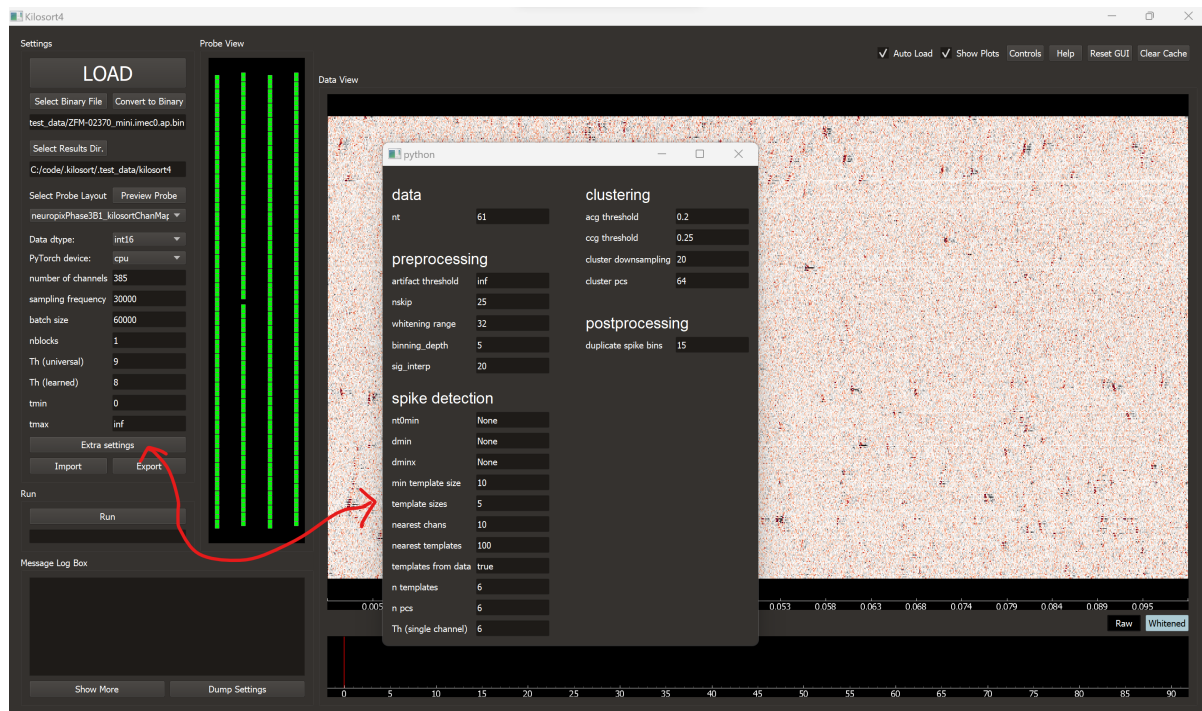 Kilosort4
Settings
LOAD
Select Binary File Convert to Binary
test_data/ZFM-02370_mini.imec0.ap.bin
Select Results Dir.
C:/code/.kilosort/.test_data/kilosort4
Select Probe Layout Preview Probe
neuropixPhase3B1_kilosortChanMap
Data dtype: int16
PyTorch device: cpu
number of channels 385
sampling frequency 30000
batch size 60000
nblocks 1
Th (universal) 9
Th (learned) 8
tmin 0
tmax inf
Extra settings
Import Export
Run
Run
Message Log Box
Show More Dump Settings
Probe View
Auto Load Show Plots Controls Help Reset GUI Clear Cache
Data View
python
data
nt 61
preprocessing
artifact threshold inf
nskip 25
whitening range 32
binning_depth 5
sig_interp 20
spike detection
nt0min None
dmin None
dminx None
min template size 10
template sizes 5
nearest chans 10
nearest templates 100
templates from data true
n templates 6
n pcs 6
Th (single channel) 6
clustering
acg threshold 0.2
ccg threshold 0.25
cluster downsampling 20
cluster pcs 64
postprocessing
duplicate spike bins 15
0.005 0.053 0.058 0.063 0.068 0.074 0.079 0.084 0.089 0.095
Raw Whitened
0 5 10 15 20 25 30 35 40 45 50 55 60 65 70 75 80 85 90